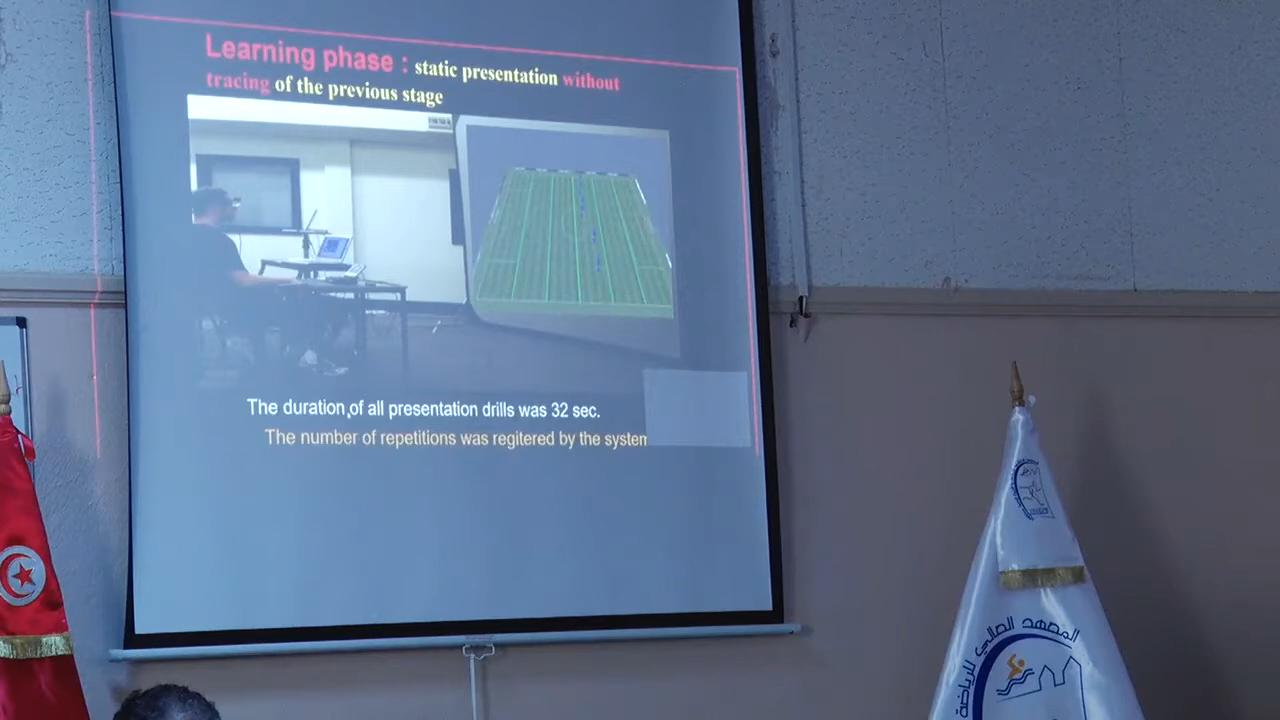 Learning phase : static presentation without
tracing of the previous stage
The duration of all presentation drills was 32 sec.
The number of repetitions was regitered by the system
المعهد العالي للرياضة